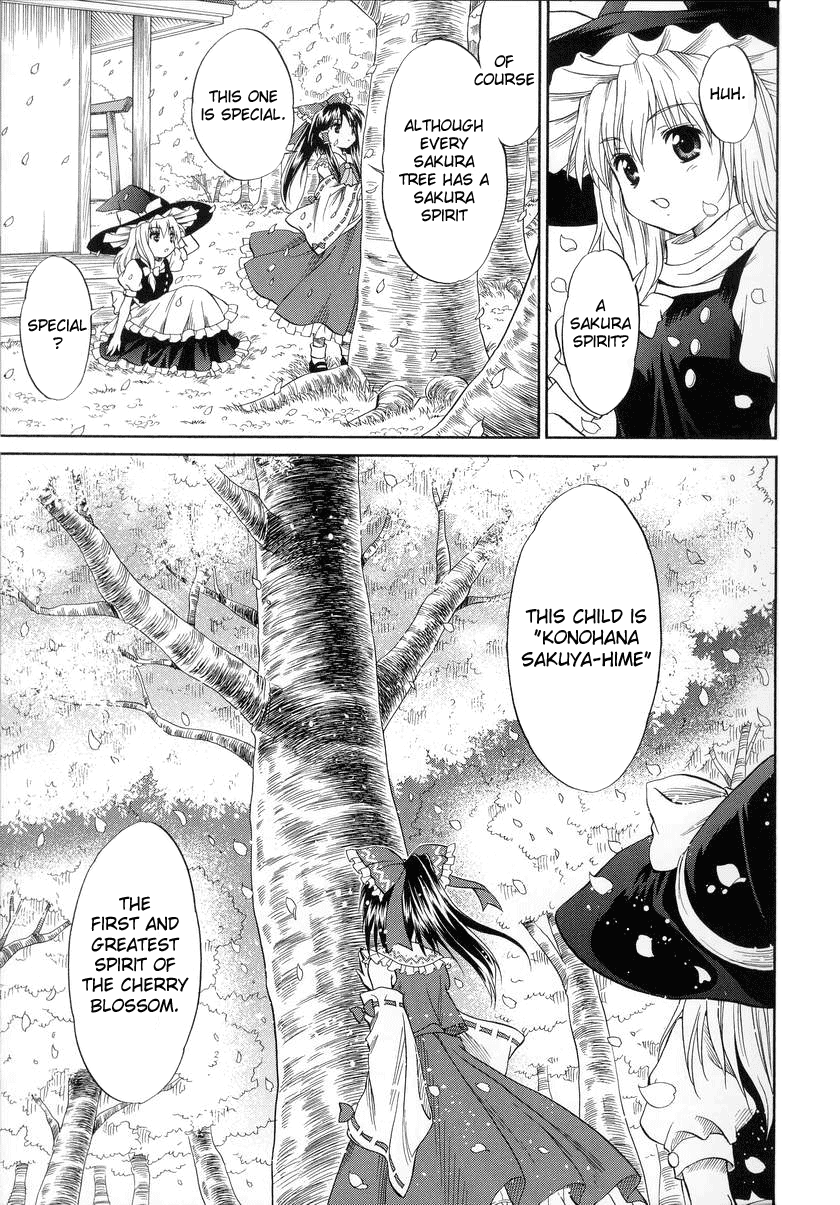 HUH.
A
SAKURA
SPIRIT?
OF
COURSE
ALTHOUGH
EVERY
SAKURA
TREE HAS A
SAKURA
SPIRIT
THIS ONE
IS SPECIAL.
SPECIAL
?
THIS CHILD IS
"KONOHANA
SAKUYA-HIME"
THE
FIRST AND
GREATEST
SPIRIT OF
THE CHERRY
BLOSSOM.